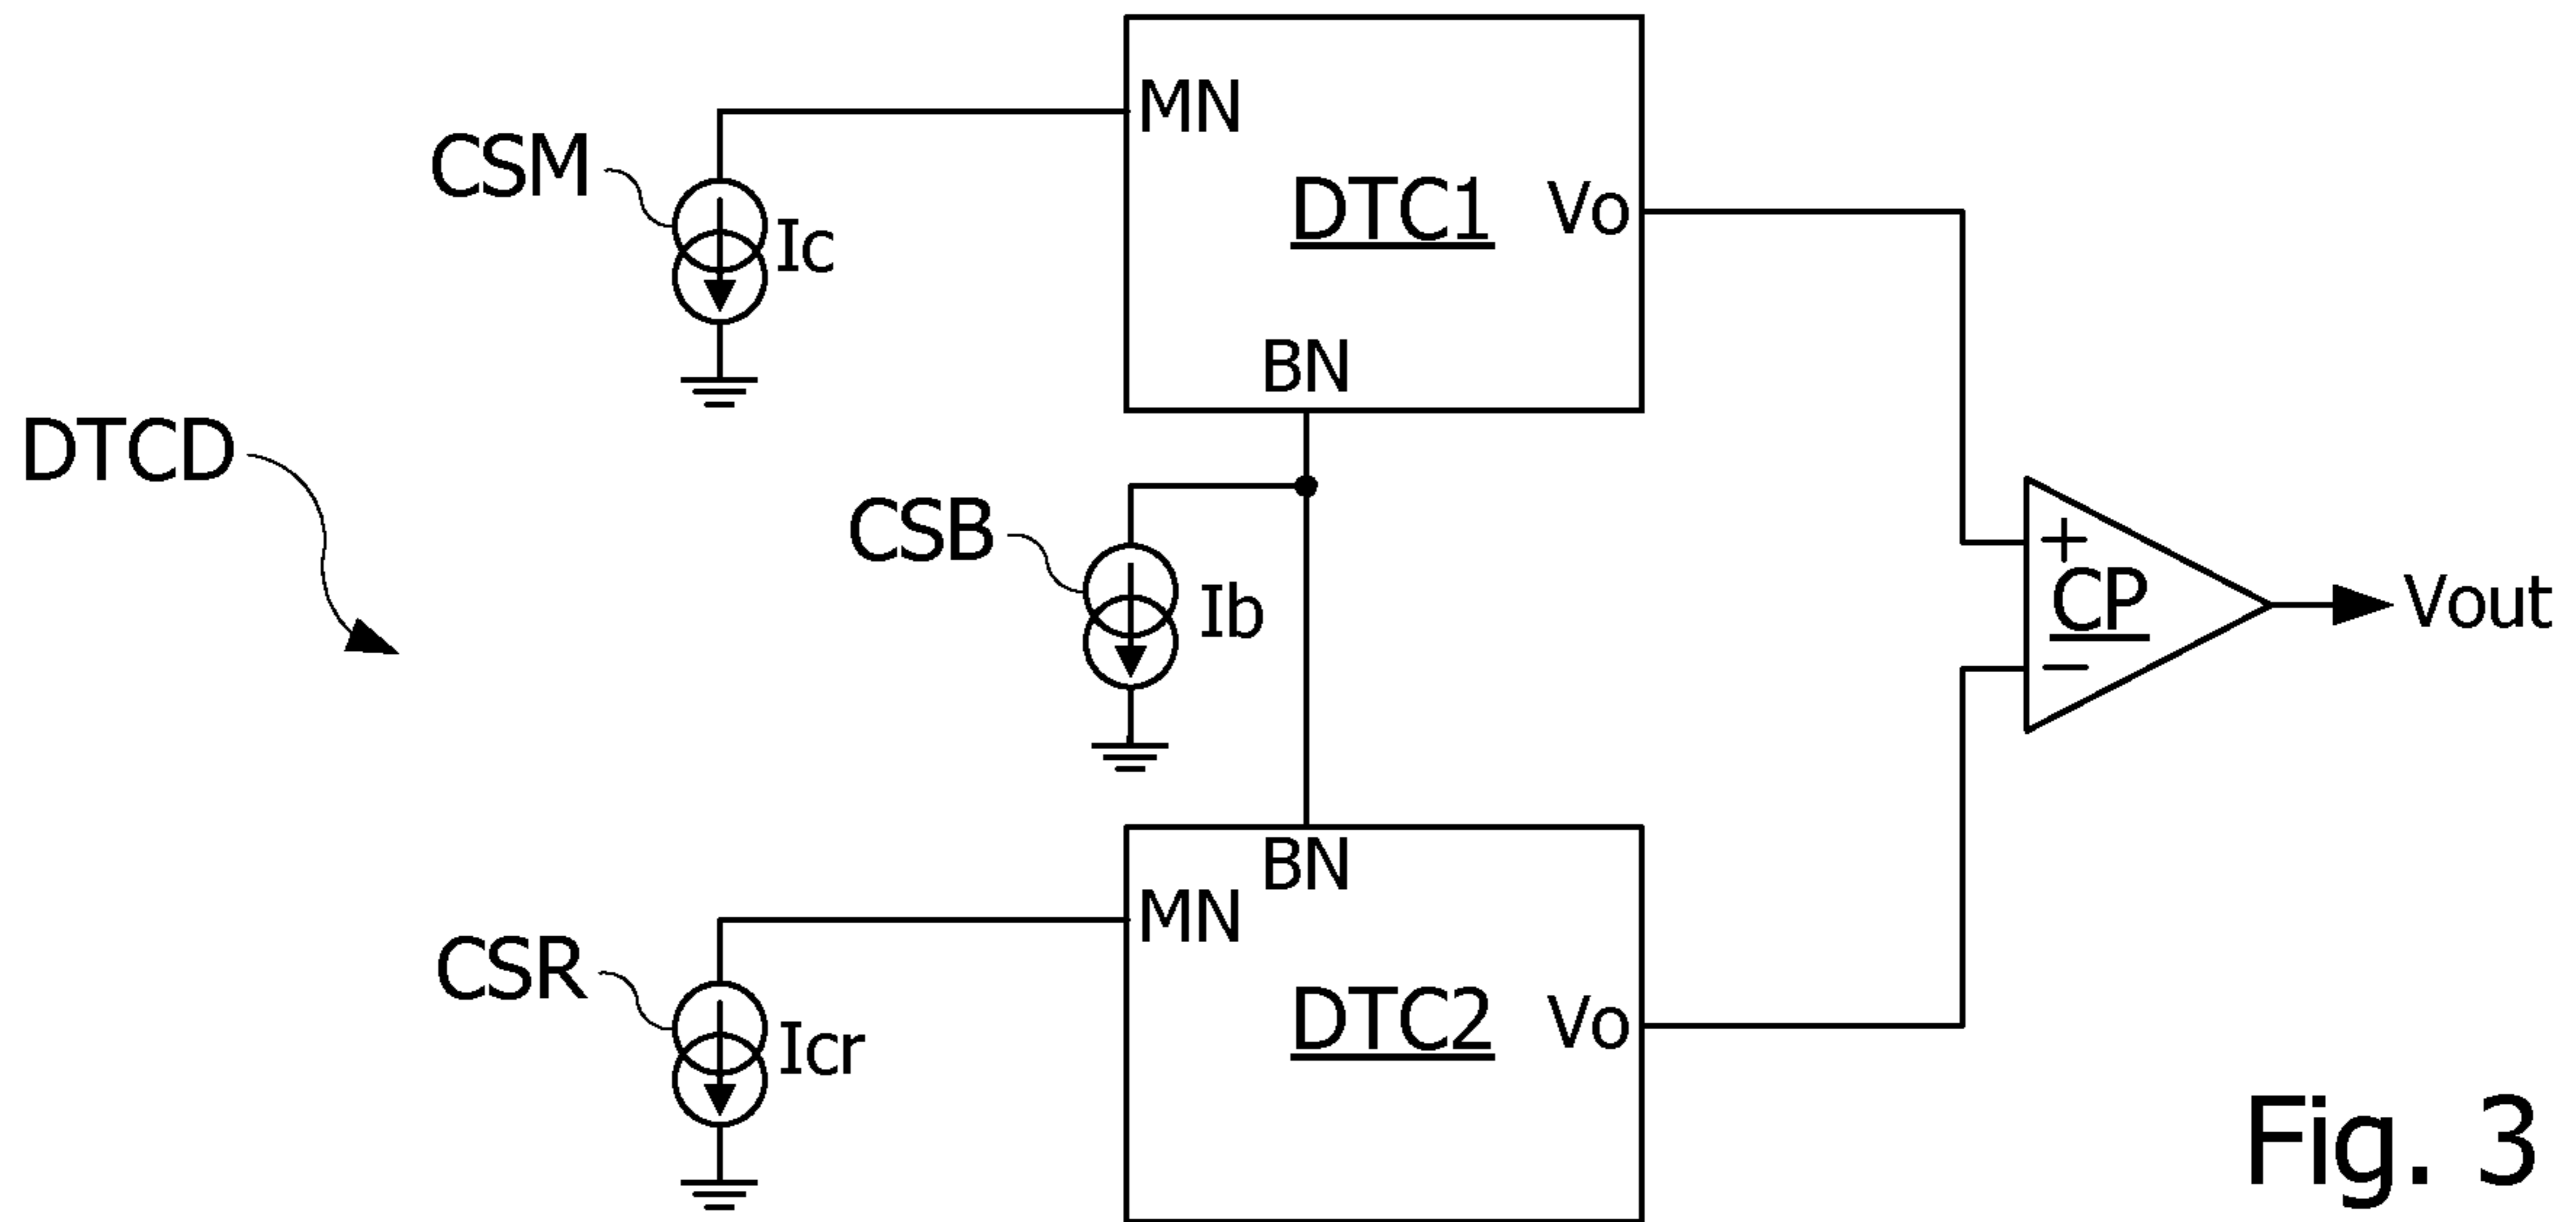 MN
CSM
DTC1
Vo
Ic
BN
DTCD
CSB
+
CP
Vout
Ib
−
BN
MN
CSR
DTC2
Vo
Icr
Fig. 3